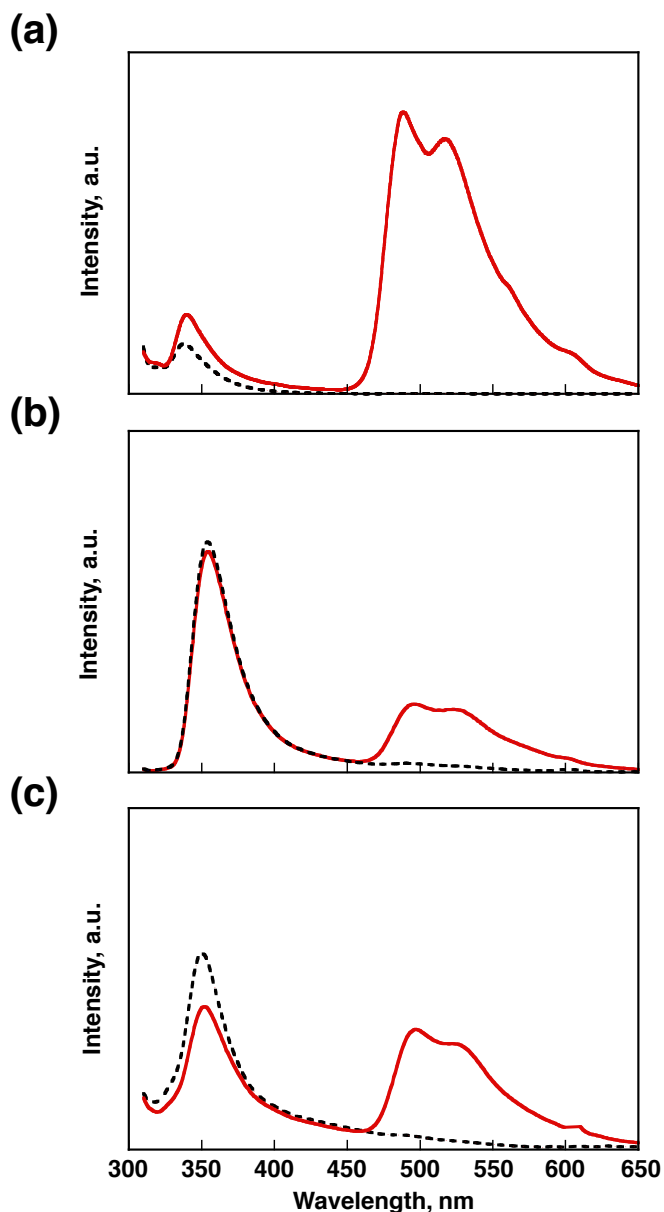 (a)
Intensity, a.u.
(b)
Intensity, a.u.
(c)
Intensity, a.u.
300 350 400 450 500 550 600 650
Wavelength, nm